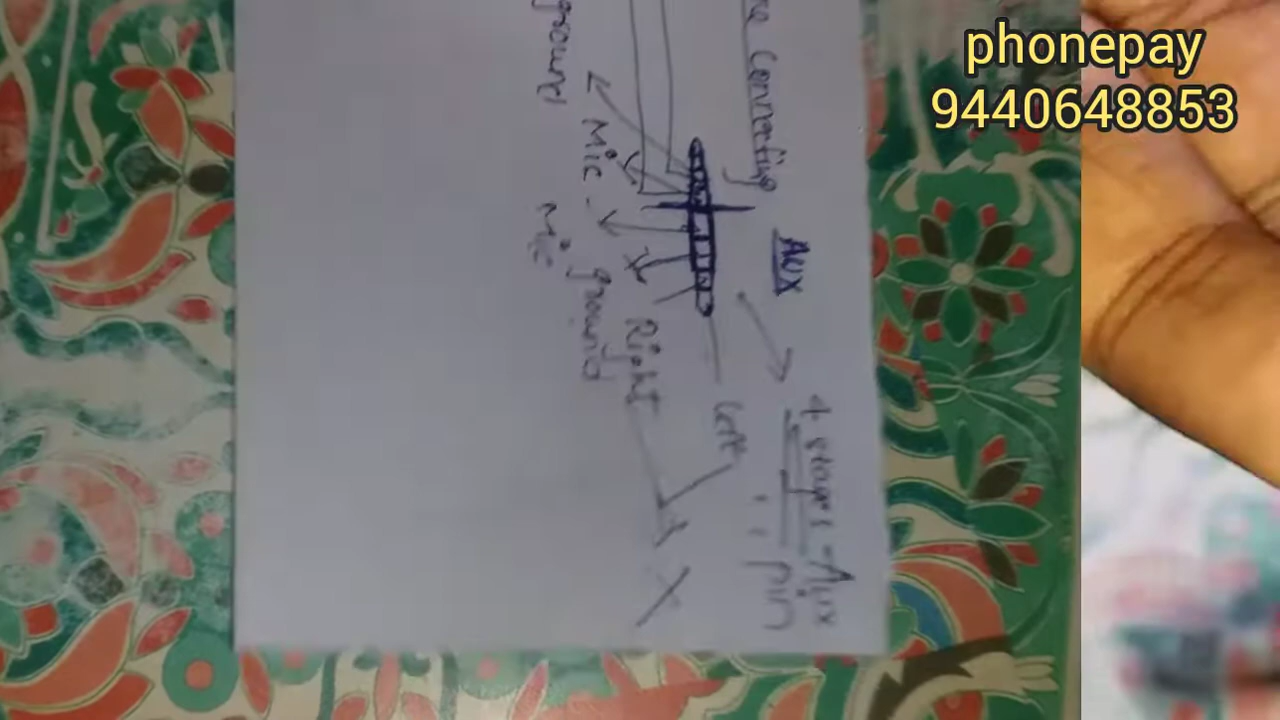 phonepay
9440648853
Connecting
AUX
4 stages - Aux
pin
Left
Right
ground
Mic
Mic
ground